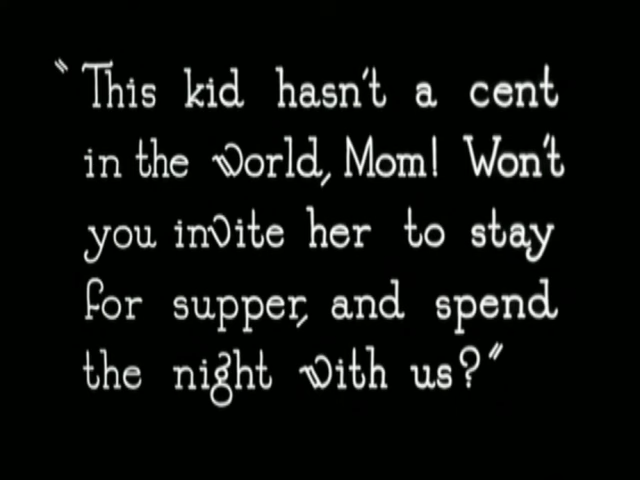 "This kid hasn't a cent
in the world, Mom! Won't
you invite her to stay
for supper, and spend
the night with us?"